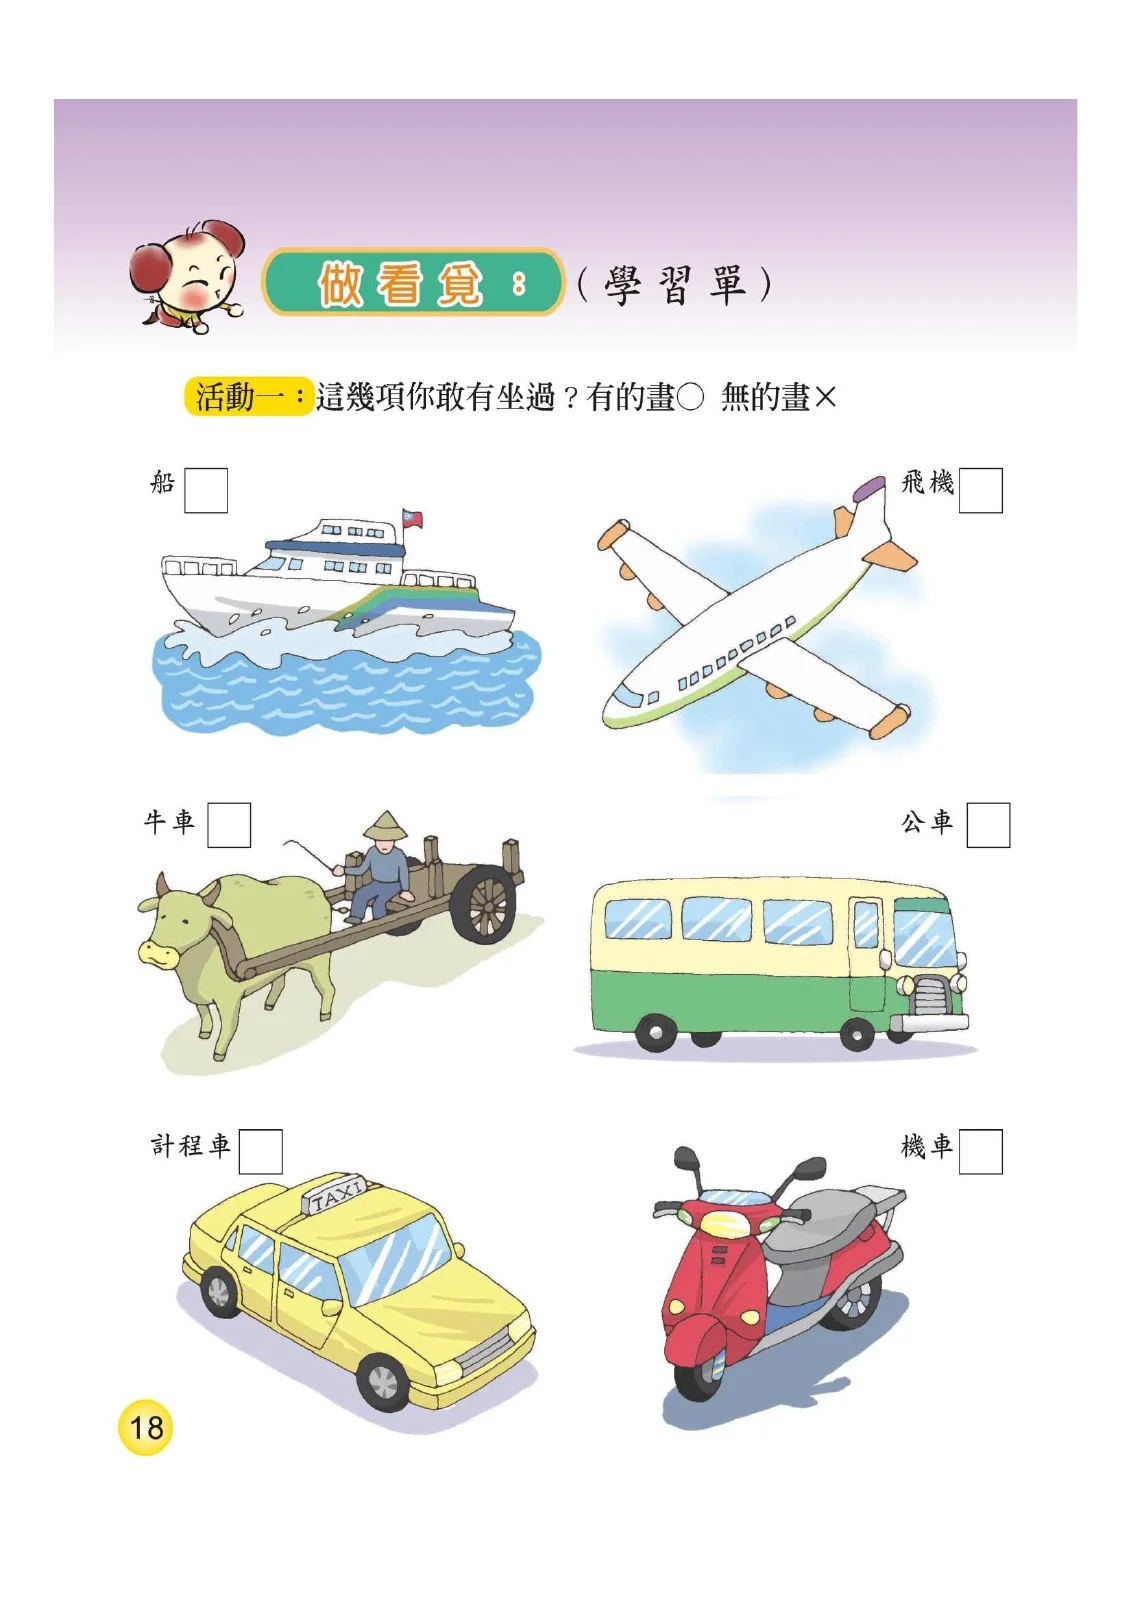 做看覓：(學習單)
活動一：這幾項你敢有坐過？有的畫○ 無的畫×
船
飛機
牛車
公車
計程車
機車
TAXI
18